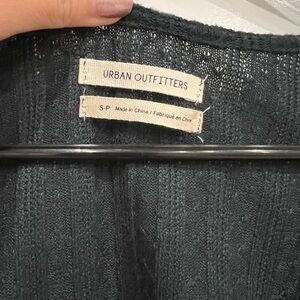 URBAN OUTFITTERS
S-P Made in China / Fabriqué en Chine